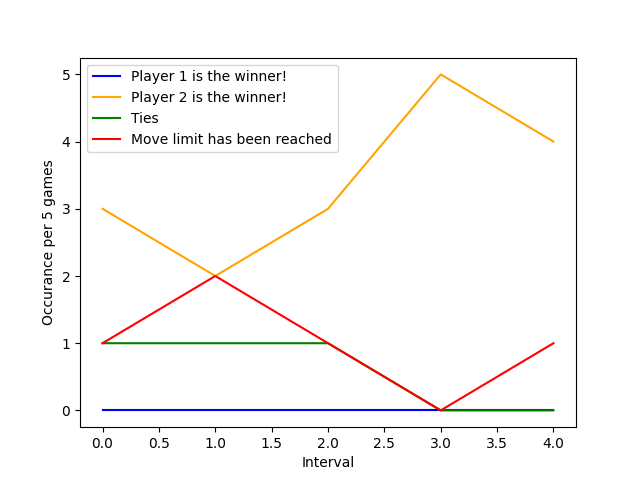 Player 1 is the winner!
Player 2 is the winner!
Ties
Move limit has been reached
Occurance per 5 games
5
4
3
2
1
0
0.0 0.5 1.0 1.5 2.0 2.5 3.0 3.5 4.0
Interval